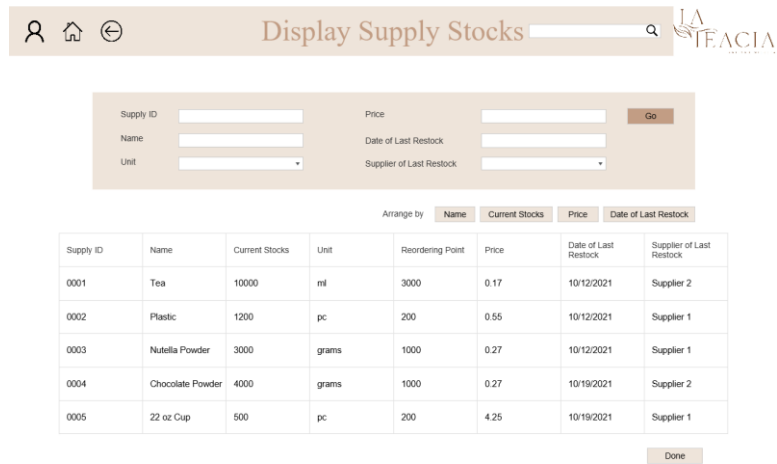 Display Supply Stocks
LA
TEACIA
Supply ID
Price
Go
Name
Date of Last Restock
Unit
Supplier of Last Restock
Arrange by Name Current Stocks Price Date of Last Restock
Supply ID Name Current Stocks Unit Reordering Point Price Date of Last Restock Supplier of Last Restock
0001 Tea 10000 ml 3000 0.17 10/12/2021 Supplier 2
0002 Plastic 1200 pc 200 0.55 10/12/2021 Supplier 1
0003 Nutella Powder 3000 grams 1000 0.27 10/12/2021 Supplier 1
0004 Chocolate Powder 4000 grams 1000 0.27 10/19/2021 Supplier 2
0005 22 oz Cup 500 pc 200 4.25 10/19/2021 Supplier 1
Done